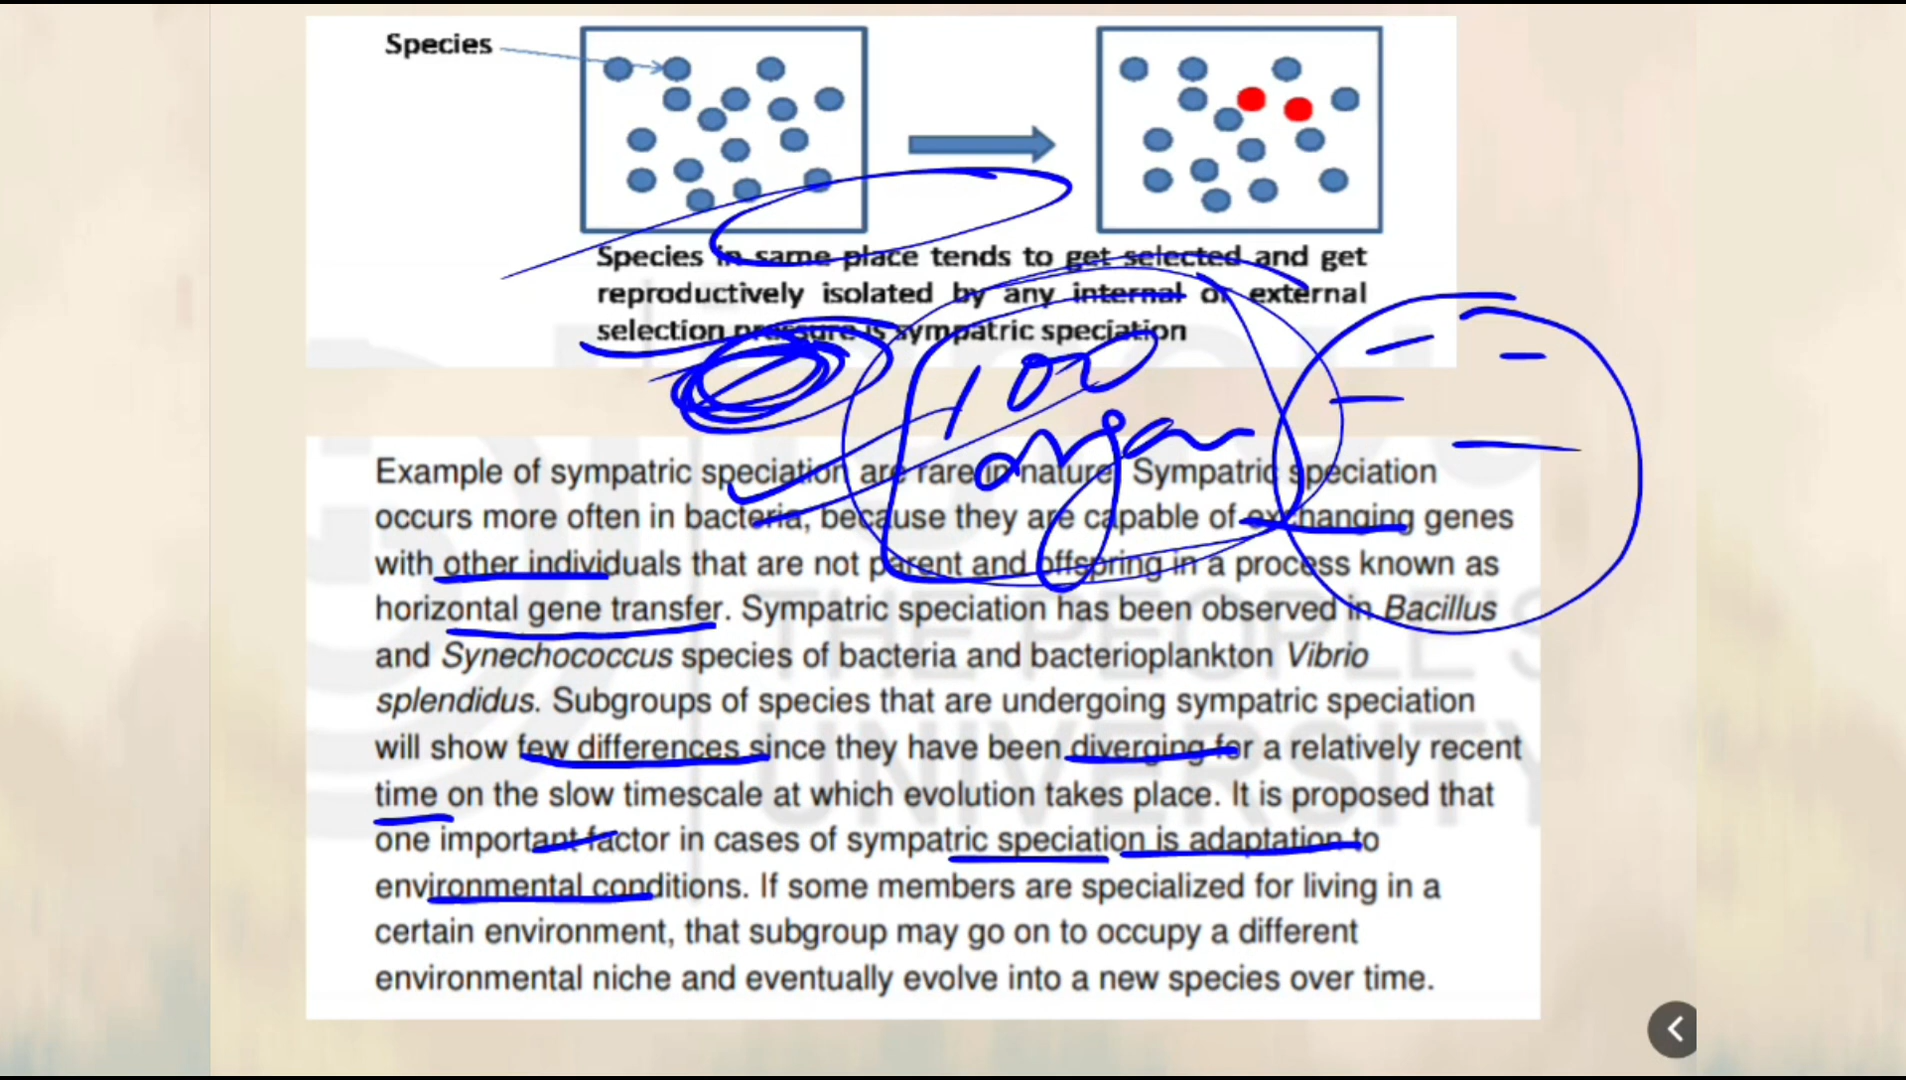 Species
Species in same place tends to get selected and get
reproductively isolated by any internal or external
selection pressure is sympatric speciation
100
organ
Example of sympatric speciation are rare in nature. Sympatric speciation
occurs more often in bacteria, because they are capable of exchanging genes
with other individuals that are not parent and offspring in a process known as
horizontal gene transfer. Sympatric speciation has been observed in Bacillus
and Synechococcus species of bacteria and bacterioplankton Vibrio
splendidus. Subgroups of species that are undergoing sympatric speciation
will show few differences since they have been diverging for a relatively recent
time on the slow timescale at which evolution takes place. It is proposed that
one important factor in cases of sympatric speciation is adaptation to
environmental conditions. If some members are specialized for living in a
certain environment, that subgroup may go on to occupy a different
environmental niche and eventually evolve into a new species over time.
THE PEOPLE'S
UNIVERSITY